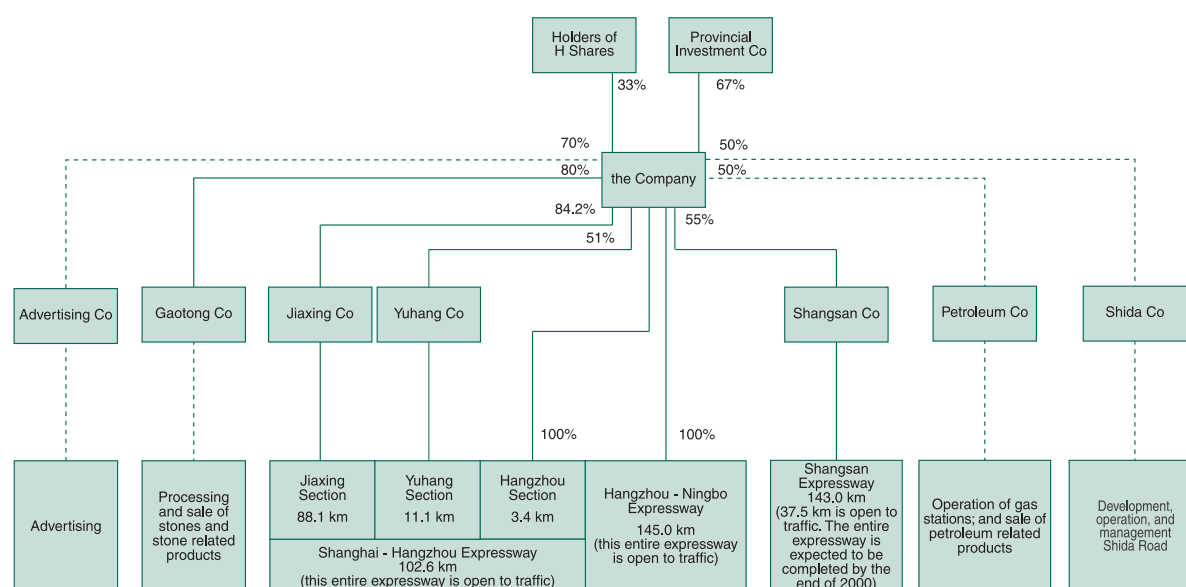 Holders of
H Shares
Provincial
Investment Co
33%
67%
70%
50%
80%
the Company
50%
84.2%
55%
51%
Advertising Co
Gaotong Co
Jiaxing Co
Yuhang Co
Shangsan Co
Petroleum Co
Shida Co
100%
100%
Advertising
Processing
and sale of
stones and
stone related
products
Jiaxing
Section
88.1 km
Yuhang
Section
11.1 km
Hangzhou
Section
3.4 km
Shanghai - Hangzhou Expressway
102.6 km
(this entire expressway is open to traffic)
Hangzhou - Ningbo
Expressway
145.0 km
(this entire expressway
is open to traffic)
Shangsan
Expressway
143.0 km
(37.5 km is open to
traffic. The entire
expressway is
expected to be
completed by the
end of 2000)
Operation of gas
stations; and sale of
petroleum related
products
Development,
operation, and
management
Shida Road